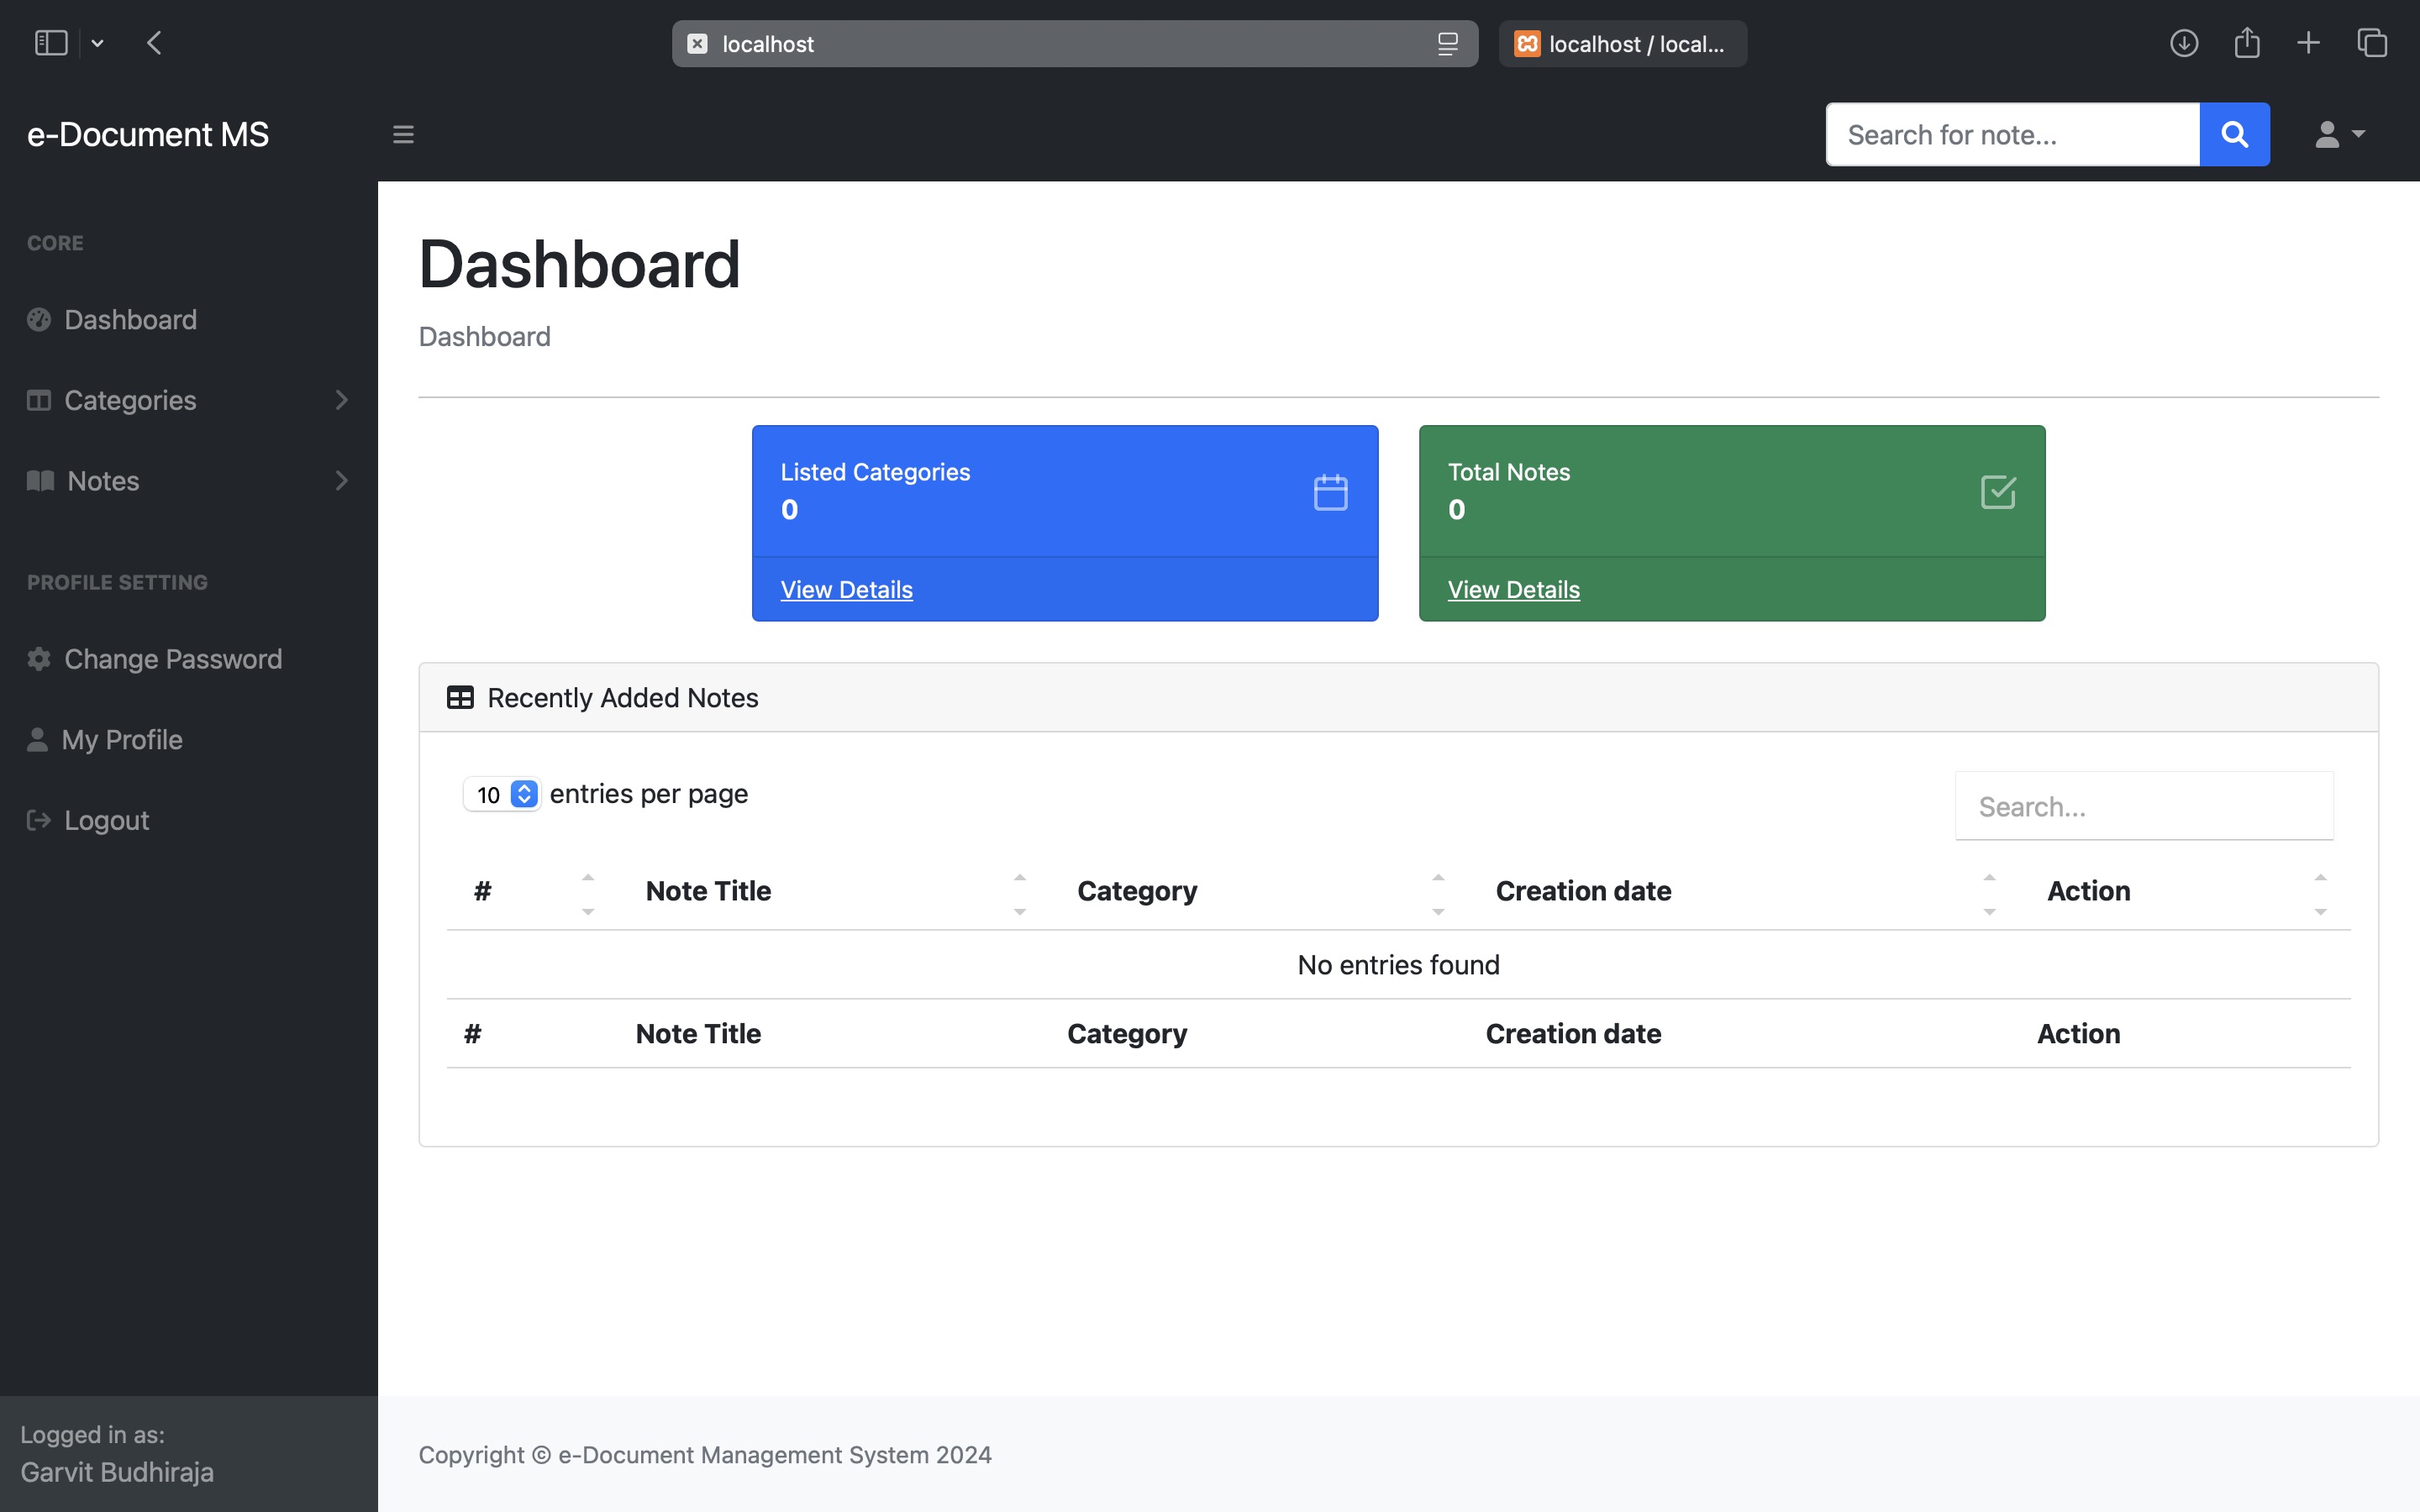 localhost
localhost / local...
e-Document MS
Search for note...
CORE
Dashboard
Categories
Notes
PROFILE SETTING
Change Password
My Profile
Logout
Logged in as:
Garvit Budhiraja
Dashboard
Dashboard
Listed Categories
0
View Details
Total Notes
0
View Details
Recently Added Notes
10 entries per page
Search...
# Note Title Category Creation date Action
No entries found
# Note Title Category Creation date Action
Copyright © e-Document Management System 2024